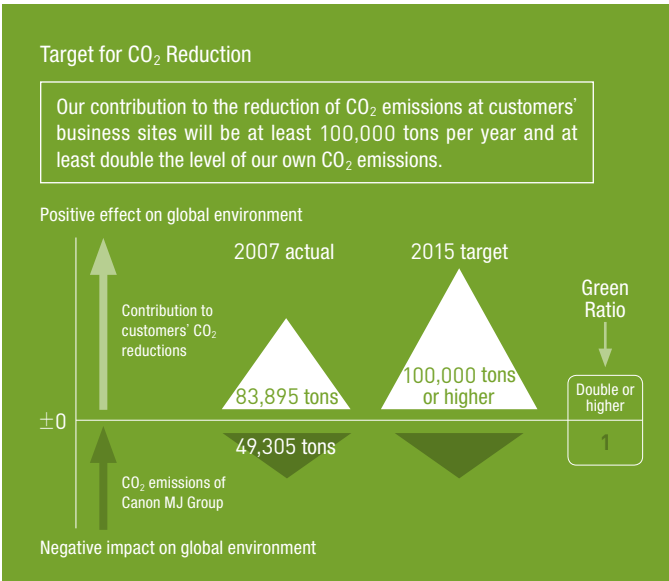 Target for CO₂ Reduction
Our contribution to the reduction of CO₂ emissions at customers'
business sites will be at least 100,000 tons per year and at
least double the level of our own CO₂ emissions.
Positive effect on global environment
2007 actual
2015 target
Green
Ratio
Contribution to
customers' CO₂
reductions
83,895 tons
100,000 tons
or higher
Double or
higher
±0
49,305 tons
1
CO₂ emissions of
Canon MJ Group
Negative impact on global environment